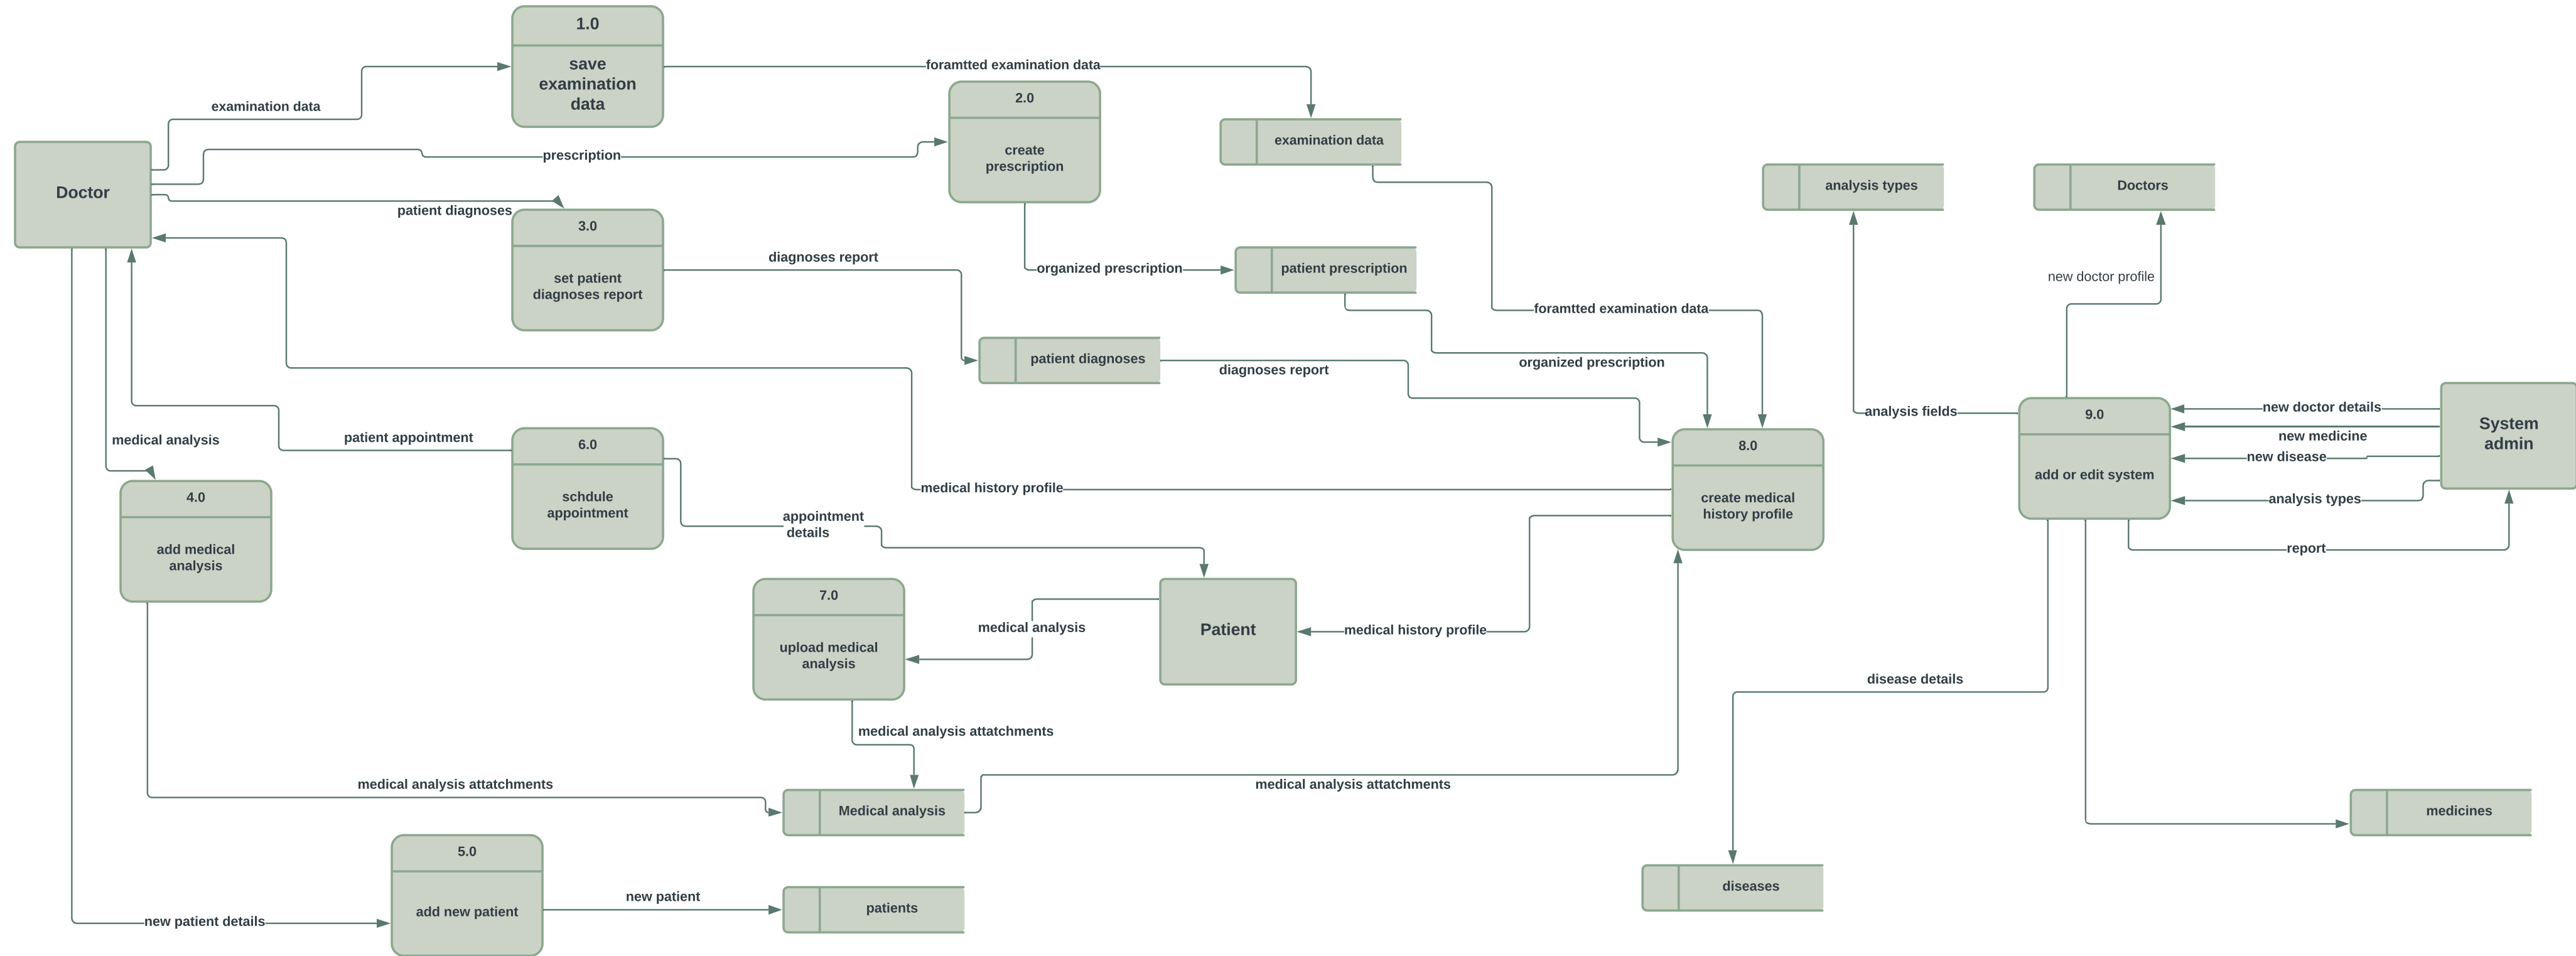 1.0
save
examination
data
foramtted examination data
2.0
create
prescription
examination data
examination data
prescription
Doctor
patient diagnoses
3.0
set patient
diagnoses report
diagnoses report
organized prescription
patient prescription
analysis types
Doctors
new doctor profile
foramtted examination data
organized prescription
patient diagnoses
diagnoses report
medical analysis
patient appointment
6.0
schdule
appointment
4.0
add medical
analysis
medical history profile
appointment
details
8.0
create medical
history profile
analysis fields
9.0
add or edit system
new doctor details
new medicine
new disease
analysis types
System
admin
report
7.0
upload medical
analysis
medical analysis
Patient
medical history profile
disease details
medical analysis attatchments
medical analysis attatchments
Medical analysis
medical analysis attatchments
medicines
5.0
add new patient
new patient details
new patient
patients
diseases